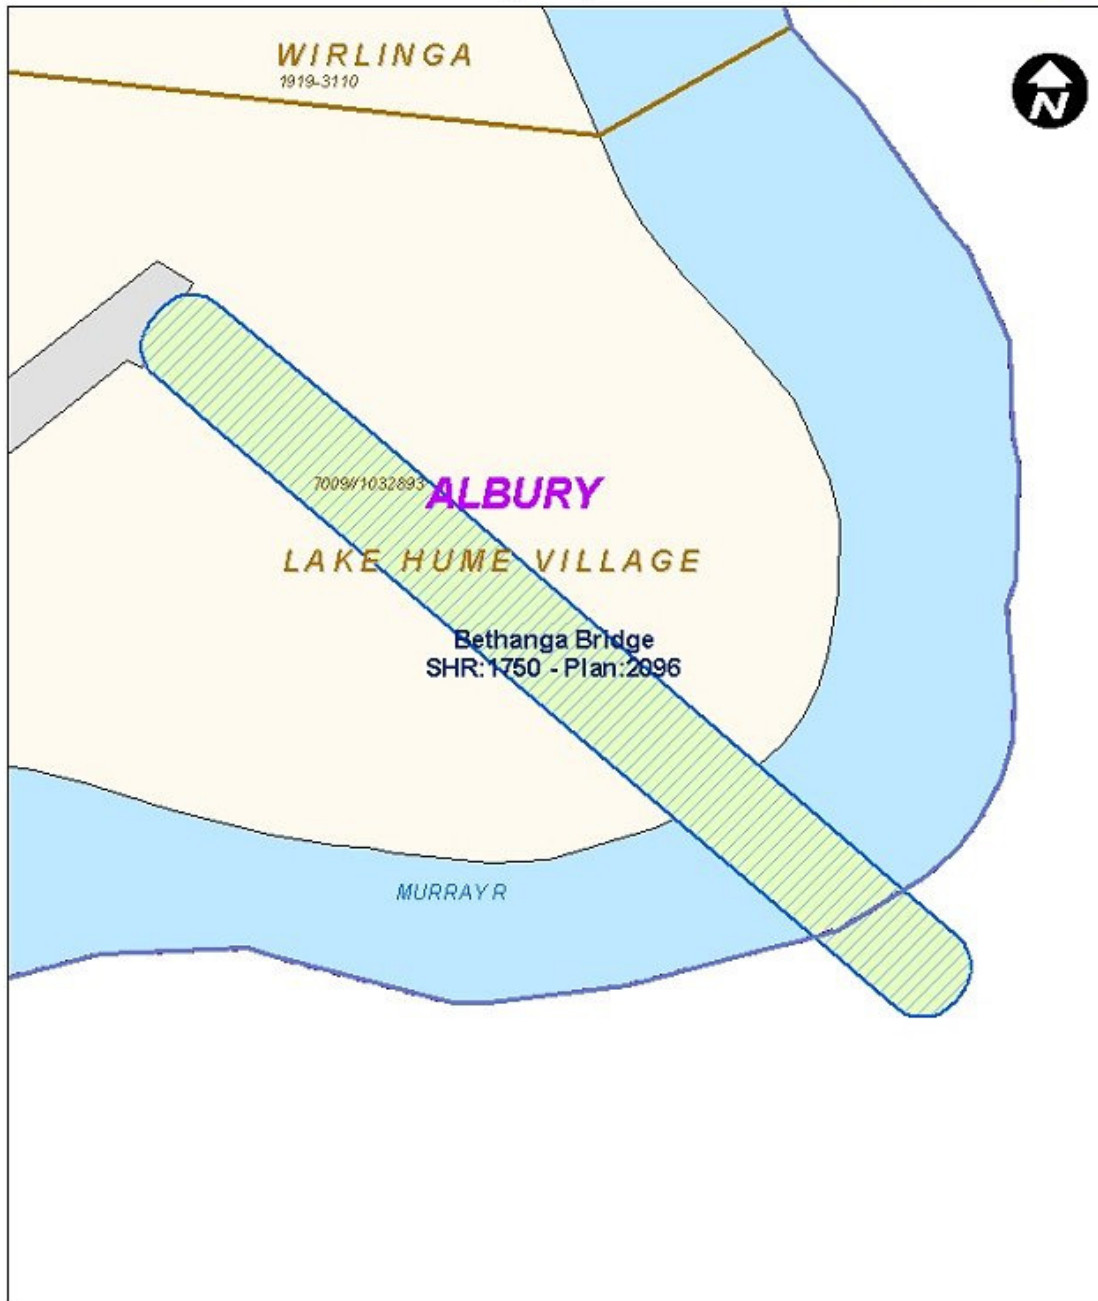 WIRLINGA
1919-3110
N
7009//1032893
ALBURY
LAKE HUME VILLAGE
Bethanga Bridge
SHR:1750 - Plan:2096
MURRAY R